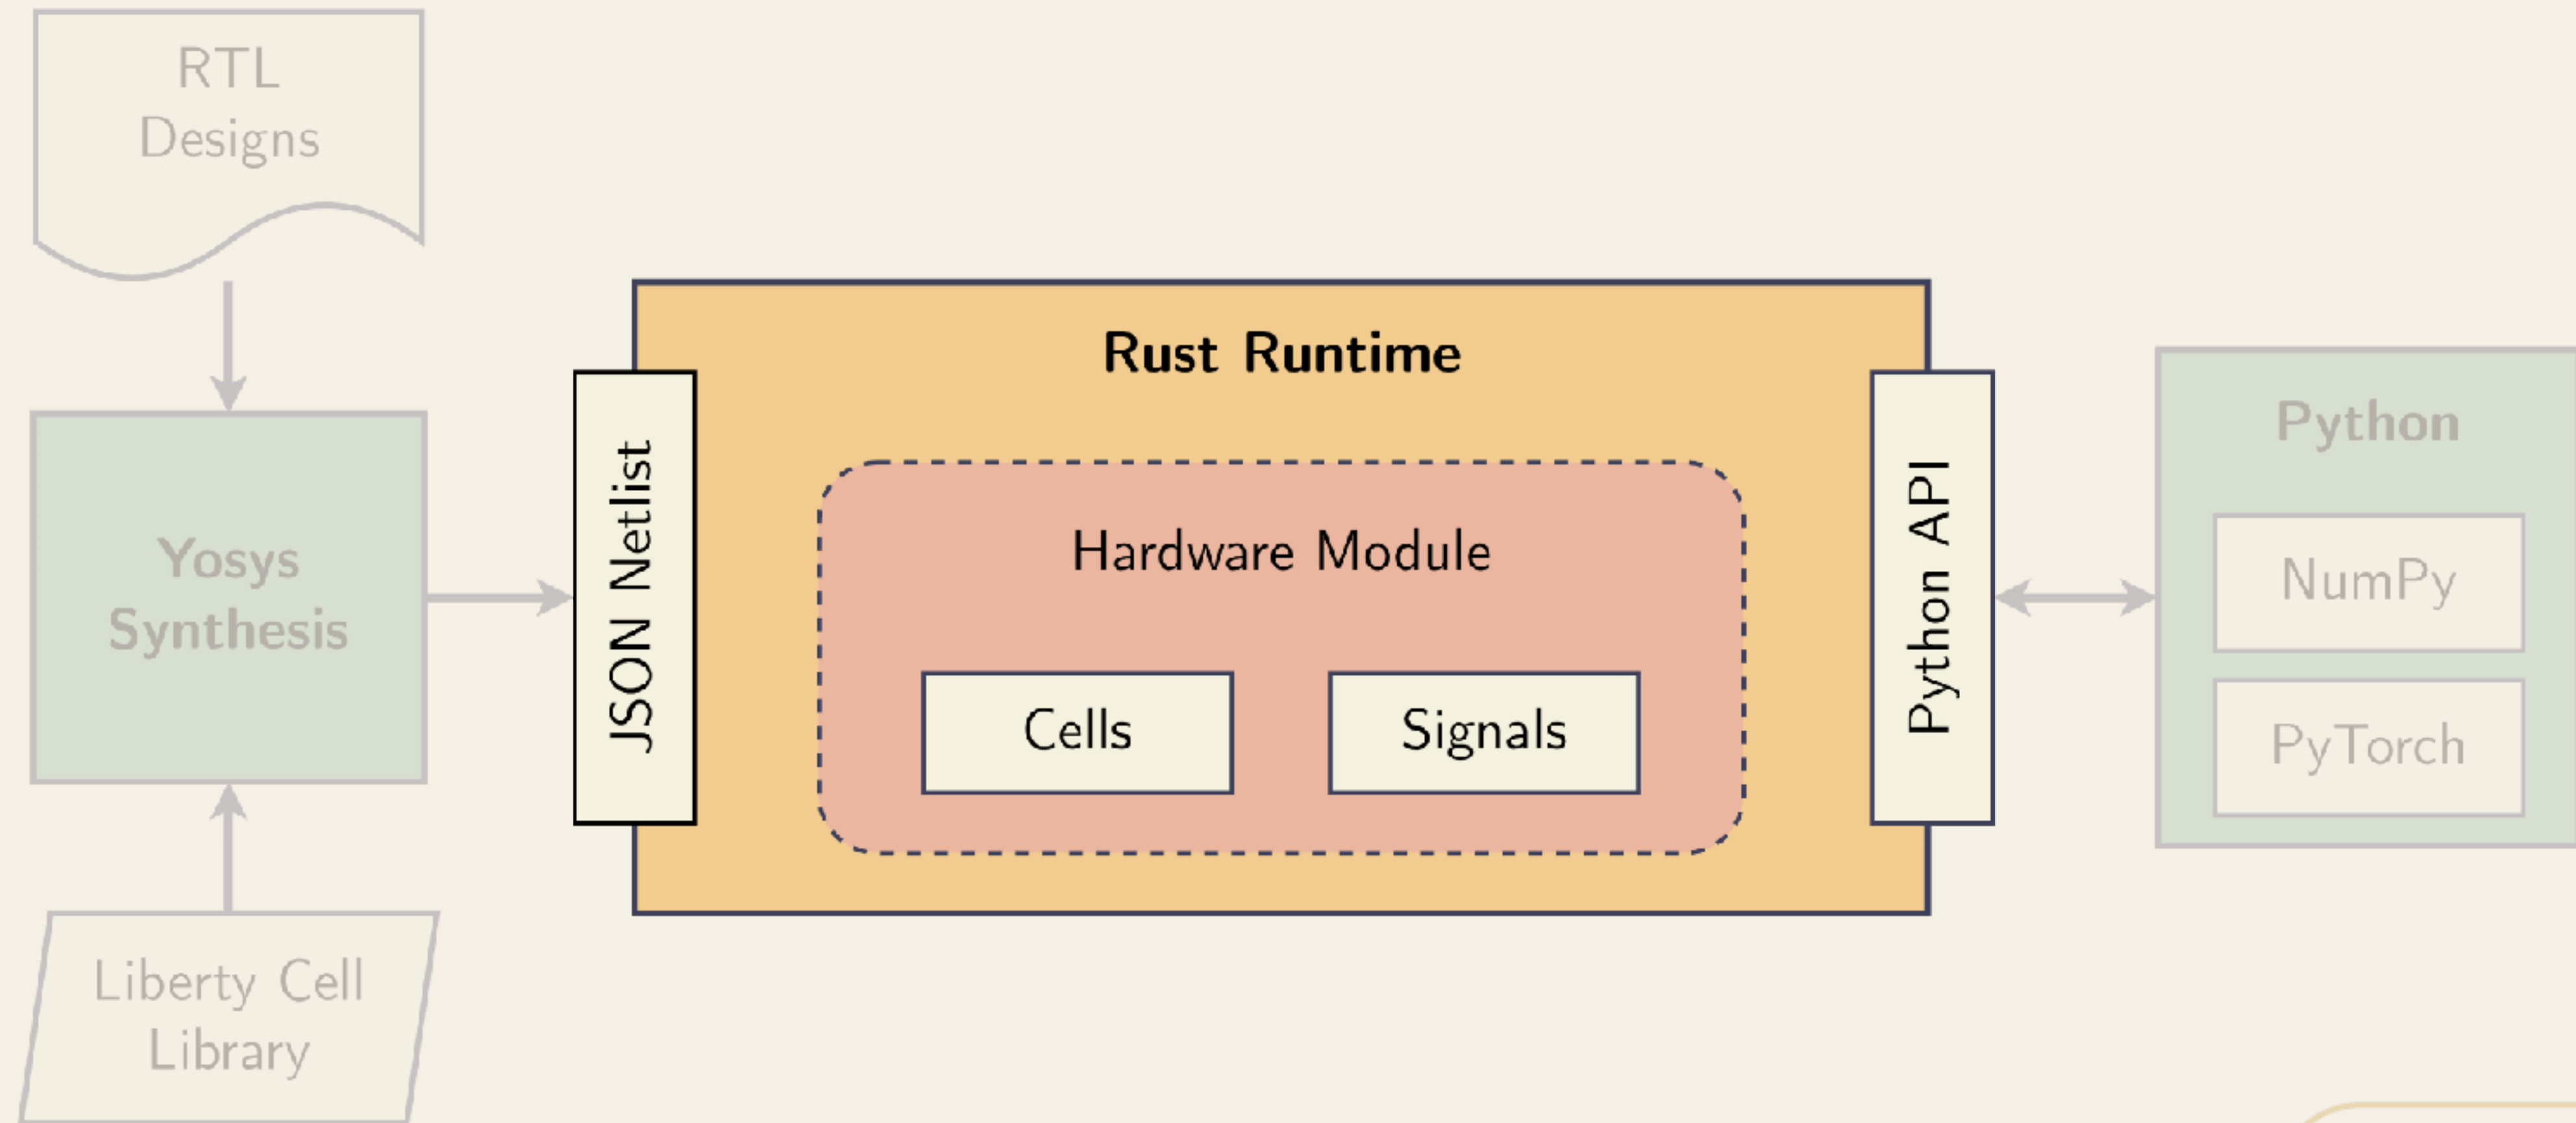 RTL
Designs
Yosys
Synthesis
Liberty Cell
Library
JSON Netlist
Rust Runtime
Hardware Module
Cells
Signals
Python API
Python
NumPy
PyTorch